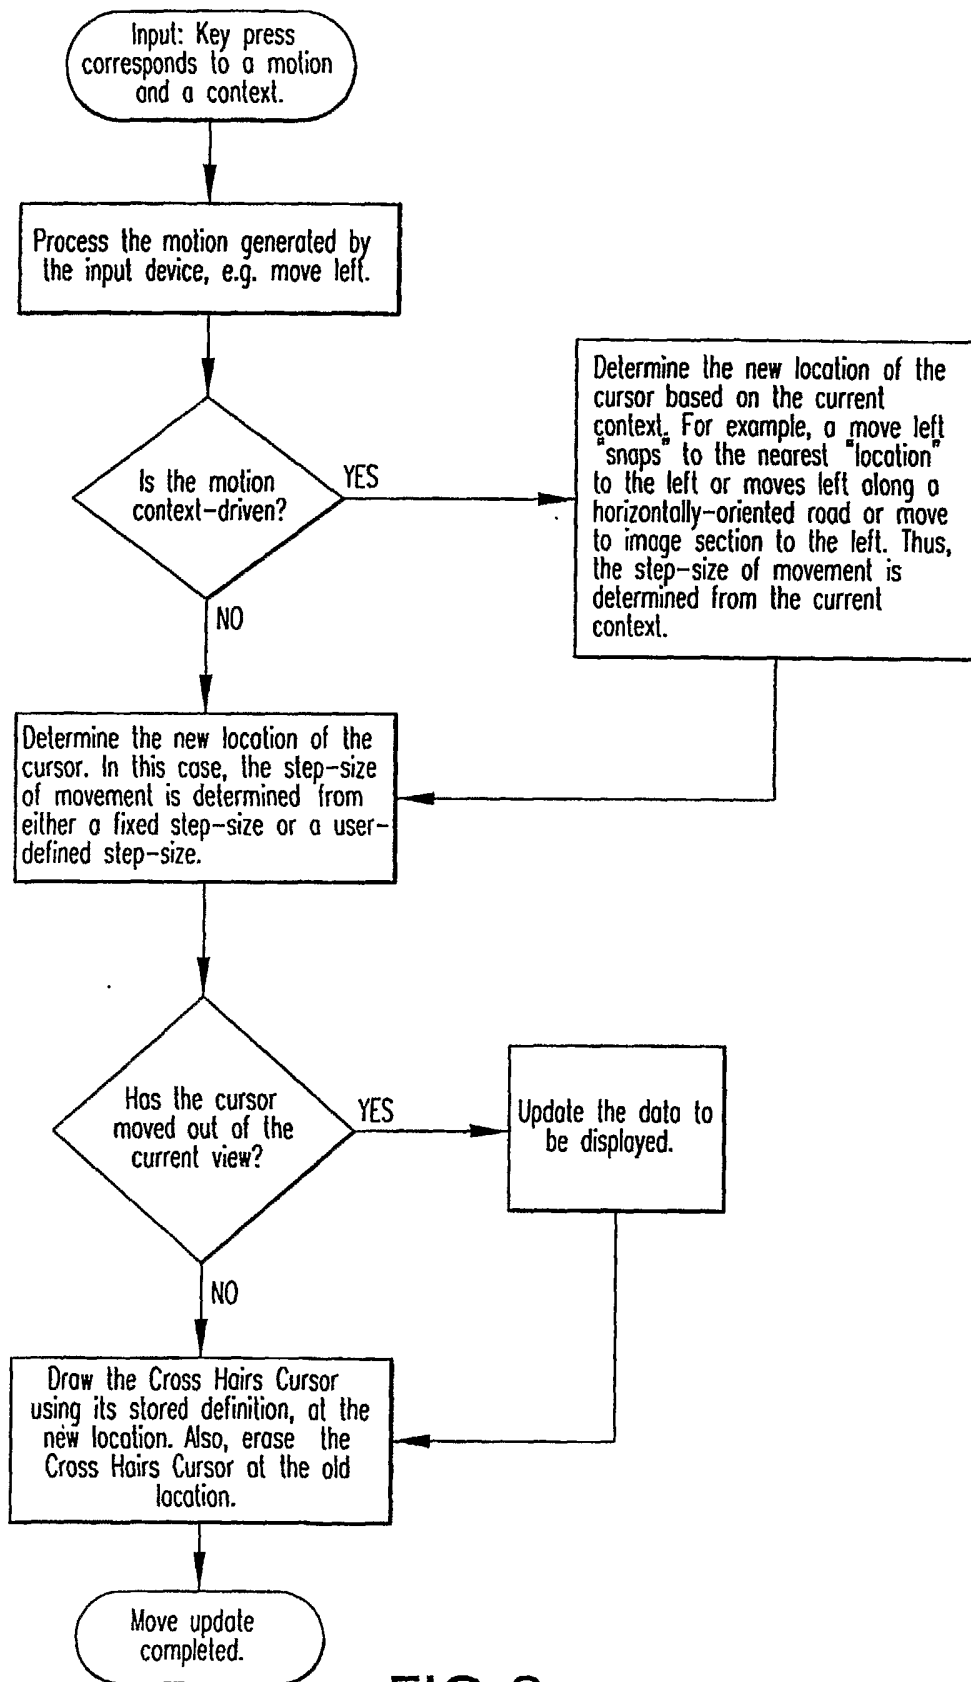 Input: Key press
corresponds to a motion
and a context.
Process the motion generated by
the input device, e.g. move left.
Is the motion
context-driven?
YES
NO
Determine the new location of the
cursor based on the current
context. For example, a move left
"snaps" to the nearest "location"
to the left or moves left along a
horizontally-oriented road or move
to image section to the left. Thus,
the step-size of movement is
determined from the current
context.
Determine the new location of the
cursor. In this case, the step-size
of movement is determined from
either a fixed step-size or a user-
defined step-size.
Has the cursor
moved out of the
current view?
YES
NO
Update the data to
be displayed.
Draw the Cross Hairs Cursor
using its stored definition, at the
new location. Also, erase the
Cross Hairs Cursor at the old
location.
Move update
completed.